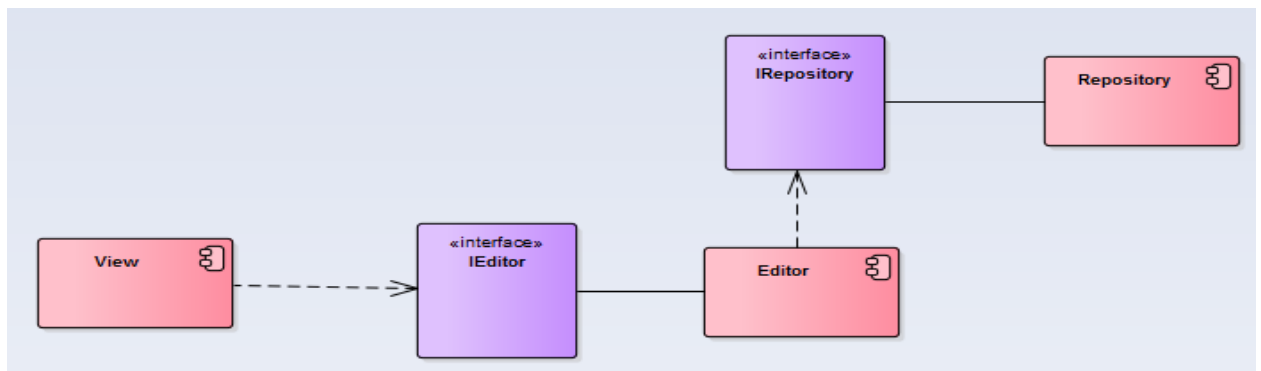 «interface»
IRepository
Repository
«interface»
IEditor
View
Editor